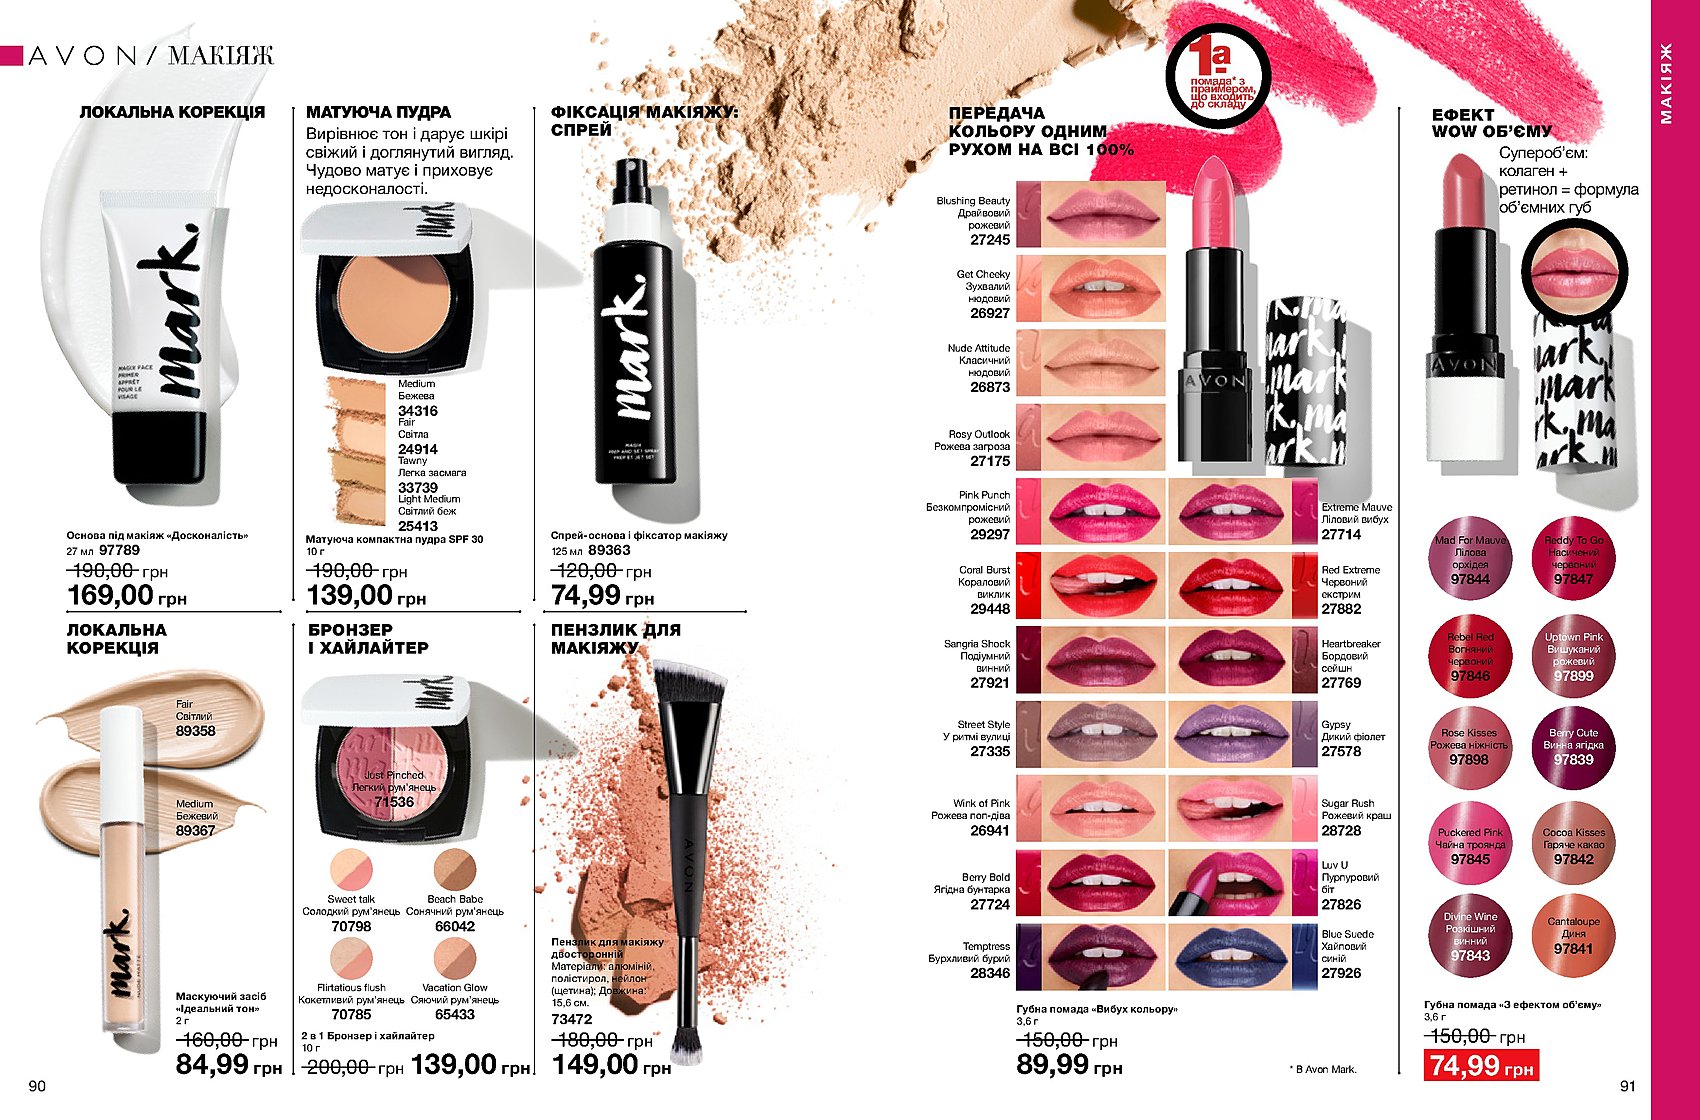 AVON / МАКІЯЖ
ЛОКАЛЬНА КОРЕКЦІЯ
mark.
MAGIX FACE
PRIMER
APPRÊT
POUR LE
VISAGE
Основа під макіяж «Досконалість»
27 мл 97789
190,00 грн
169,00 грн
МАТУЮЧА ПУДРА
Вирівнює тон і дарує шкірі
свіжий і доглянутий вигляд.
Чудово матує і приховує
недосконалості.
mark.
Medium
Бежева
34316
Fair
Світла
24914
Tawny
Легка засмага
33739
Light Medium
Світлий беж
25413
Матуюча компактна пудра SPF 30
10 г
190,00 грн
139,00 грн
ФІКСАЦІЯ МАКІЯЖУ:
СПРЕЙ
mark.
MAGIX
PREP AND SET SPRAY
PREP ET JET SET
Спрей-основа і фіксатор макіяжу
125 мл 89363
120,00 грн
74,99 грн
ЛОКАЛЬНА
КОРЕКЦІЯ
Fair
Світлий
89358
Medium
Бежевий
89367
mark.
Маскуючий засіб
«Ідеальний тон»
2 г
160,00 грн
84,99 грн
БРОНЗЕР
І ХАЙЛАЙТЕР
mark.
Just Pinched
Легкий рум'янець
71536
Sweet talk
Солодкий рум'янець
70798
Beach Babe
Сонячний рум'янець
66042
Flirtatious flush
Кокетливий рум'янець
70785
Vacation Glow
Сяючий рум'янець
65433
2 в 1 Бронзер і хайлайтер
10 г
200,00 грн 139,00 грн
ПЕНЗЛИК ДЛЯ
МАКІЯЖУ
AVON
Пензлик для макіяжу
двосторонній
Матеріали: алюміній,
полістирол, нейлон
(щетина); Довжина:
15,6 см.
73472
180,00 грн
149,00 грн
90
ПЕРЕДАЧА
КОЛЬОРУ ОДНИМ
РУХОМ НА ВСІ 100%
1а
помада* з
праймером,
що входить
до складу
Blushing Beauty
Драйвовий
рожевий
27245
Get Cheeky
Зухвалий
нюдовий
26927
Nude Attitude
Класичний
нюдовий
26873
Rosy Outlook
Рожева загроза
27175
Pink Punch
Безкомпромісний
рожевий
29297
Coral Burst
Кораловий
виклик
29448
Sangria Shock
Подіумний
винний
27921
Street Style
У ритмі вулиці
27335
Wink of Pink
Рожева поп-діва
26941
Berry Bold
Ягідна бунтарка
27724
Temptress
Бурхливий бурий
28346
AVON
mark.
Extreme Mauve
Ліловий вибух
27714
Red Extreme
Червоний
екстрим
27882
Heartbreaker
Бордовий
сейшн
27769
Gypsy
Дикий фіолет
27578
Sugar Rush
Рожевий краш
28728
Luv U
Пурпуровий
біт
27826
Blue Suede
Хайповий
синій
27926
Губна помада «Вибух кольору»
3,6 г
150,00 грн
89,99 грн
* В Avon Mark.
ЕФЕКТ
WOW ОБ'ЄМУ
Супероб'єм:
колаген +
ретинол = формула
об'ємних губ
AVON
mark.
Mad For Mauve
Лілова
орхідея
97844
Reddy To Go
Насичений
червоний
97847
Rebel Red
Вогняний
червоний
97846
Uptown Pink
Вишуканий
рожевий
97899
Rose Kisses
Рожева ніжність
97898
Berry Cute
Винна ягідка
97839
Puckered Pink
Чайна троянда
97845
Cocoa Kisses
Гаряче какао
97842
Divine Wine
Розкішний
винний
97843
Cantaloupe
Диня
97841
Губна помада «З ефектом об'єму»
3,6 г
150,00 грн
74,99 грн
91
МАКІЯЖ